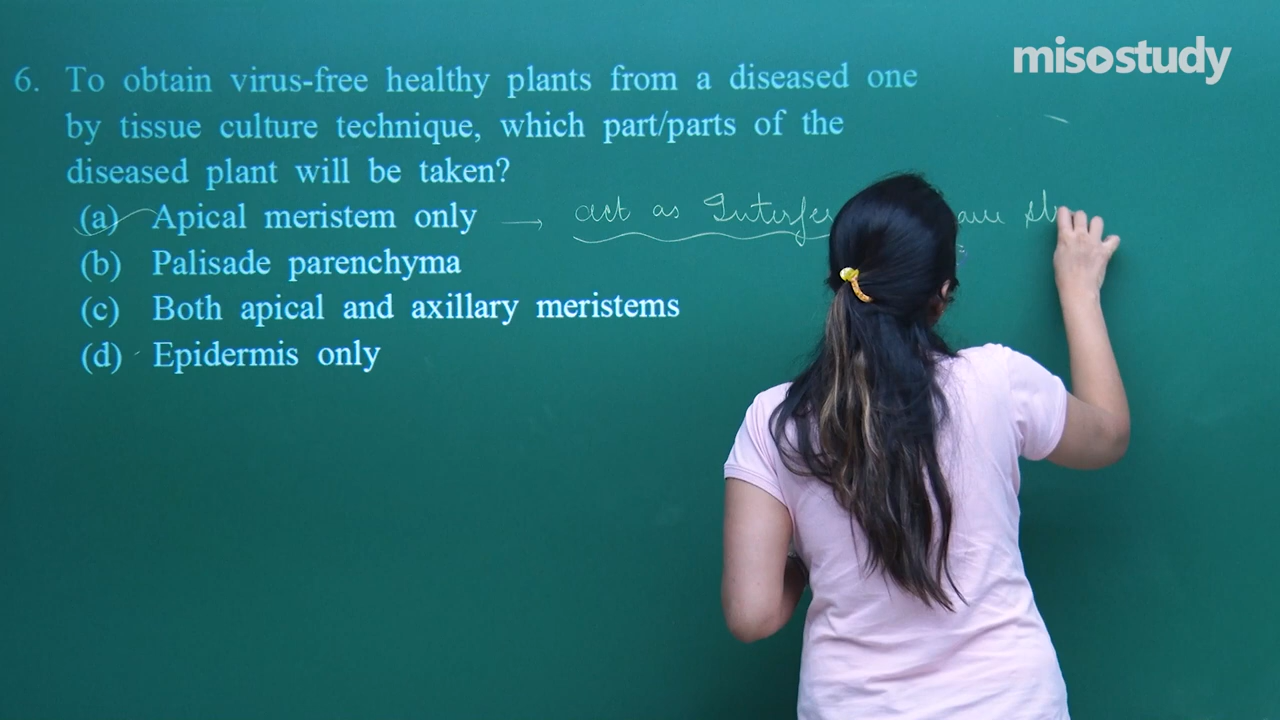 misostudy
6. To obtain virus-free healthy plants from a diseased one
by tissue culture technique, which part/parts of the
diseased plant will be taken?
(a) Apical meristem only → act as
(b) Palisade parenchyma
(c) Both apical and axillary meristems
(d) Epidermis only